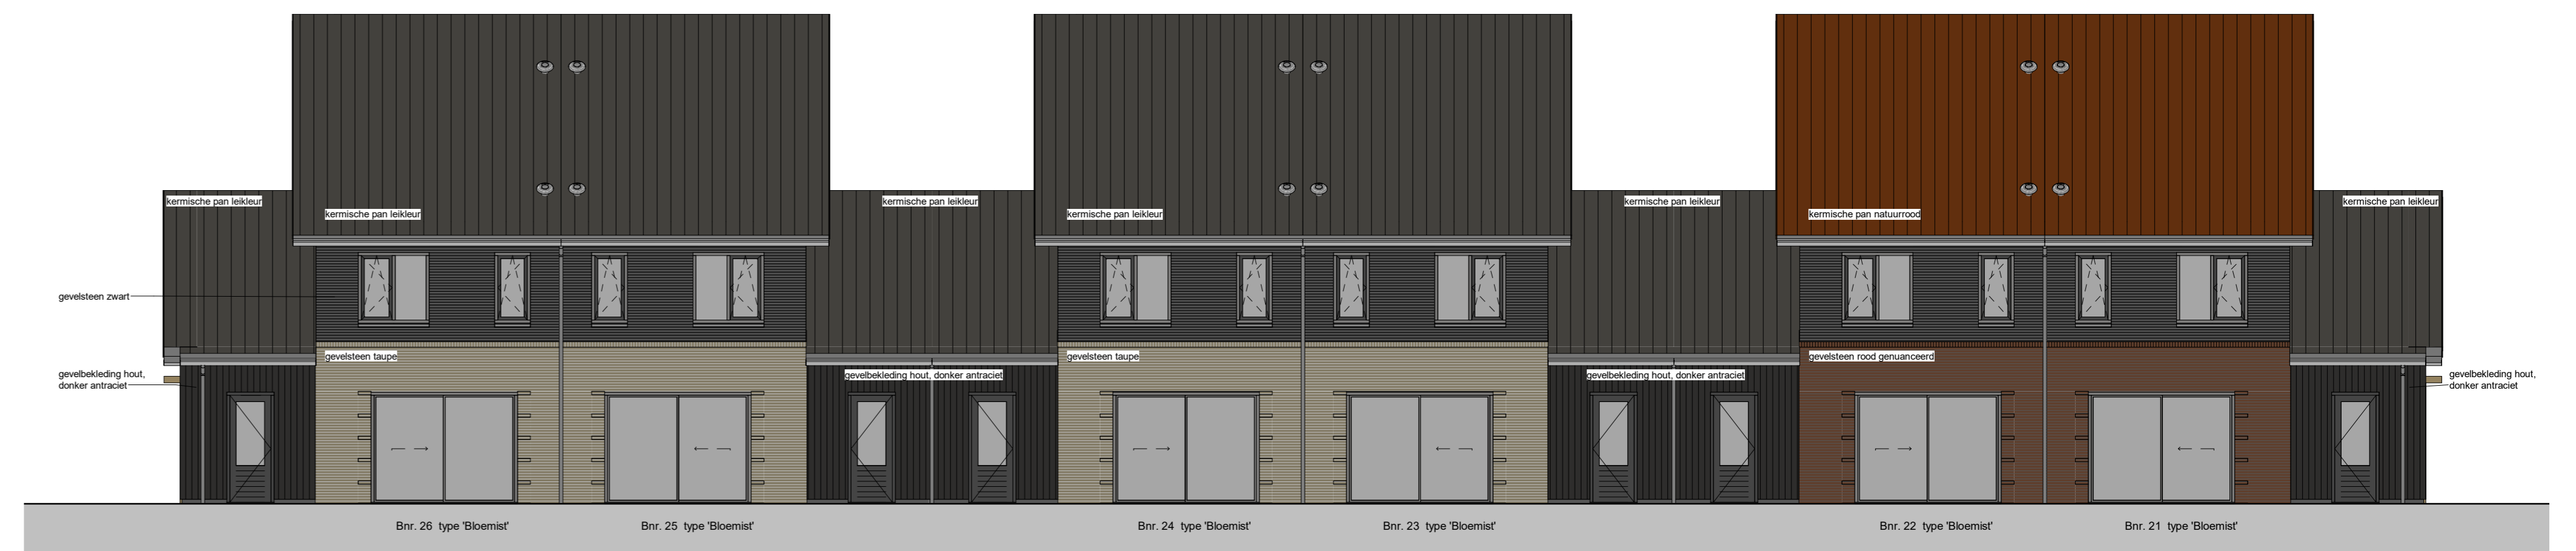 kermische pan leikleur
kermische pan leikleur
kermische pan leikleur
kermische pan leikleur
kermische pan leikleur
kermische pan natuurrood
kermische pan leikleur
gevelsteen zwart
gevelsteen taupe
gevelsteen taupe
gevelsteen rood genuanceerd
gevelbekleding hout,
donker antraciet
gevelbekleding hout, donker antraciet
gevelbekleding hout, donker antraciet
gevelbekleding hout,
donker antraciet
Bnr. 26 type 'Bloemist'
Bnr. 25 type 'Bloemist'
Bnr. 24 type 'Bloemist'
Bnr. 23 type 'Bloemist'
Bnr. 22 type 'Bloemist'
Bnr. 21 type 'Bloemist'